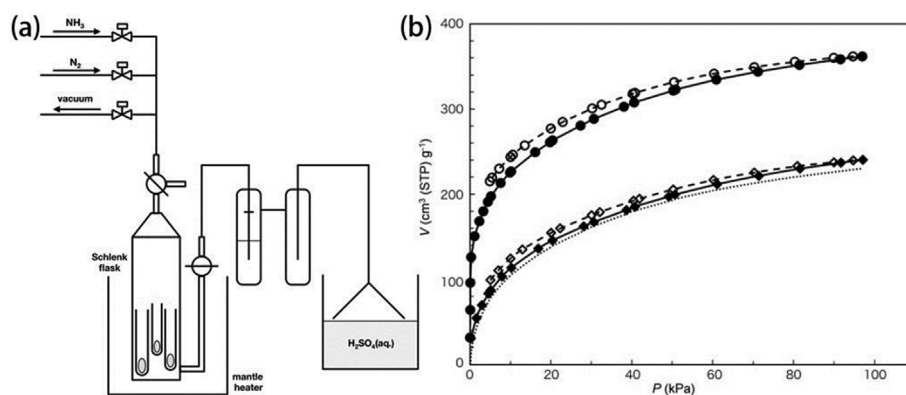 (a)
NH₃
N₂
vacuum
Schlenk
flask
mantle
heater
H₂SO₄(aq.)
(b)
V (cm³ (STP) g⁻¹)
400
300
200
100
0
0 20 40 60 80 100
P (kPa)